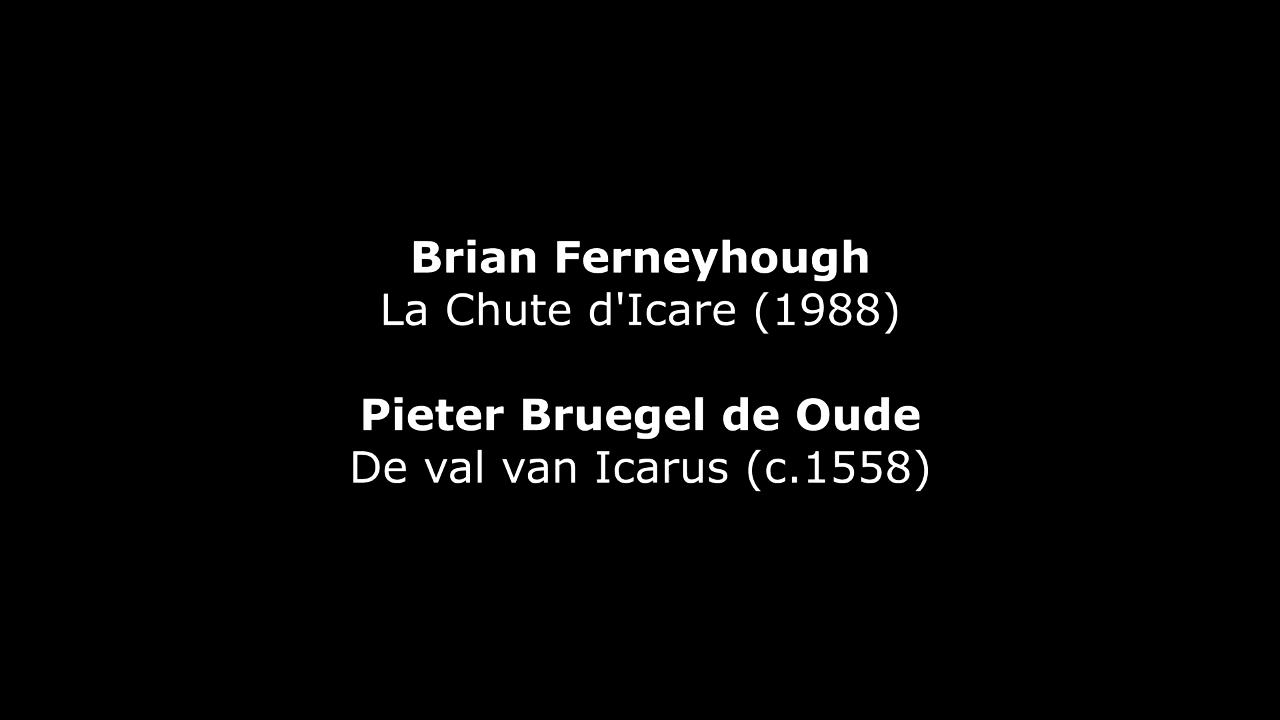 Brian Ferneyhough
La Chute d'Icare (1988)
Pieter Bruegel de Oude
De val van Icarus (c.1558)